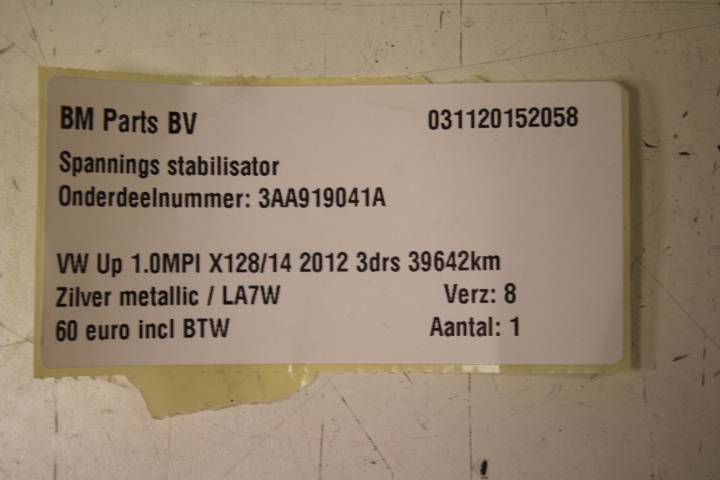 BM Parts BV 031120152058
Spannings stabilisator
Onderdeelnummer: 3AA919041A
VW Up 1.0MPI X128/14 2012 3drs 39642km
Zilver metallic / LA7W Verz: 8
60 euro incl BTW Aantal: 1